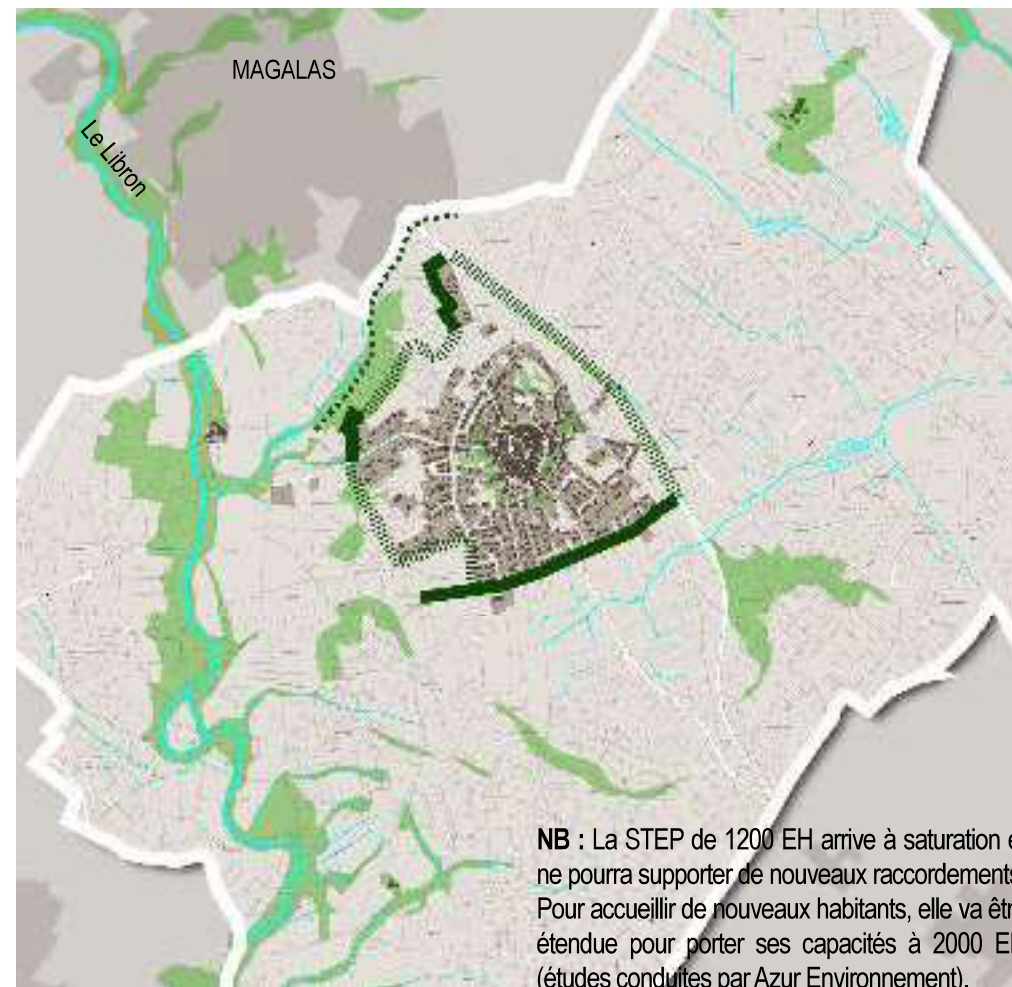 MAGALAS
Le Libron
NB : La STEP de 1200 EH arrive à saturation e
ne pourra supporter de nouveaux raccordements
Pour accueillir de nouveaux habitants, elle va êtr
étendue pour porter ses capacités à 2000 E
(études conduites par Azur Environnement).